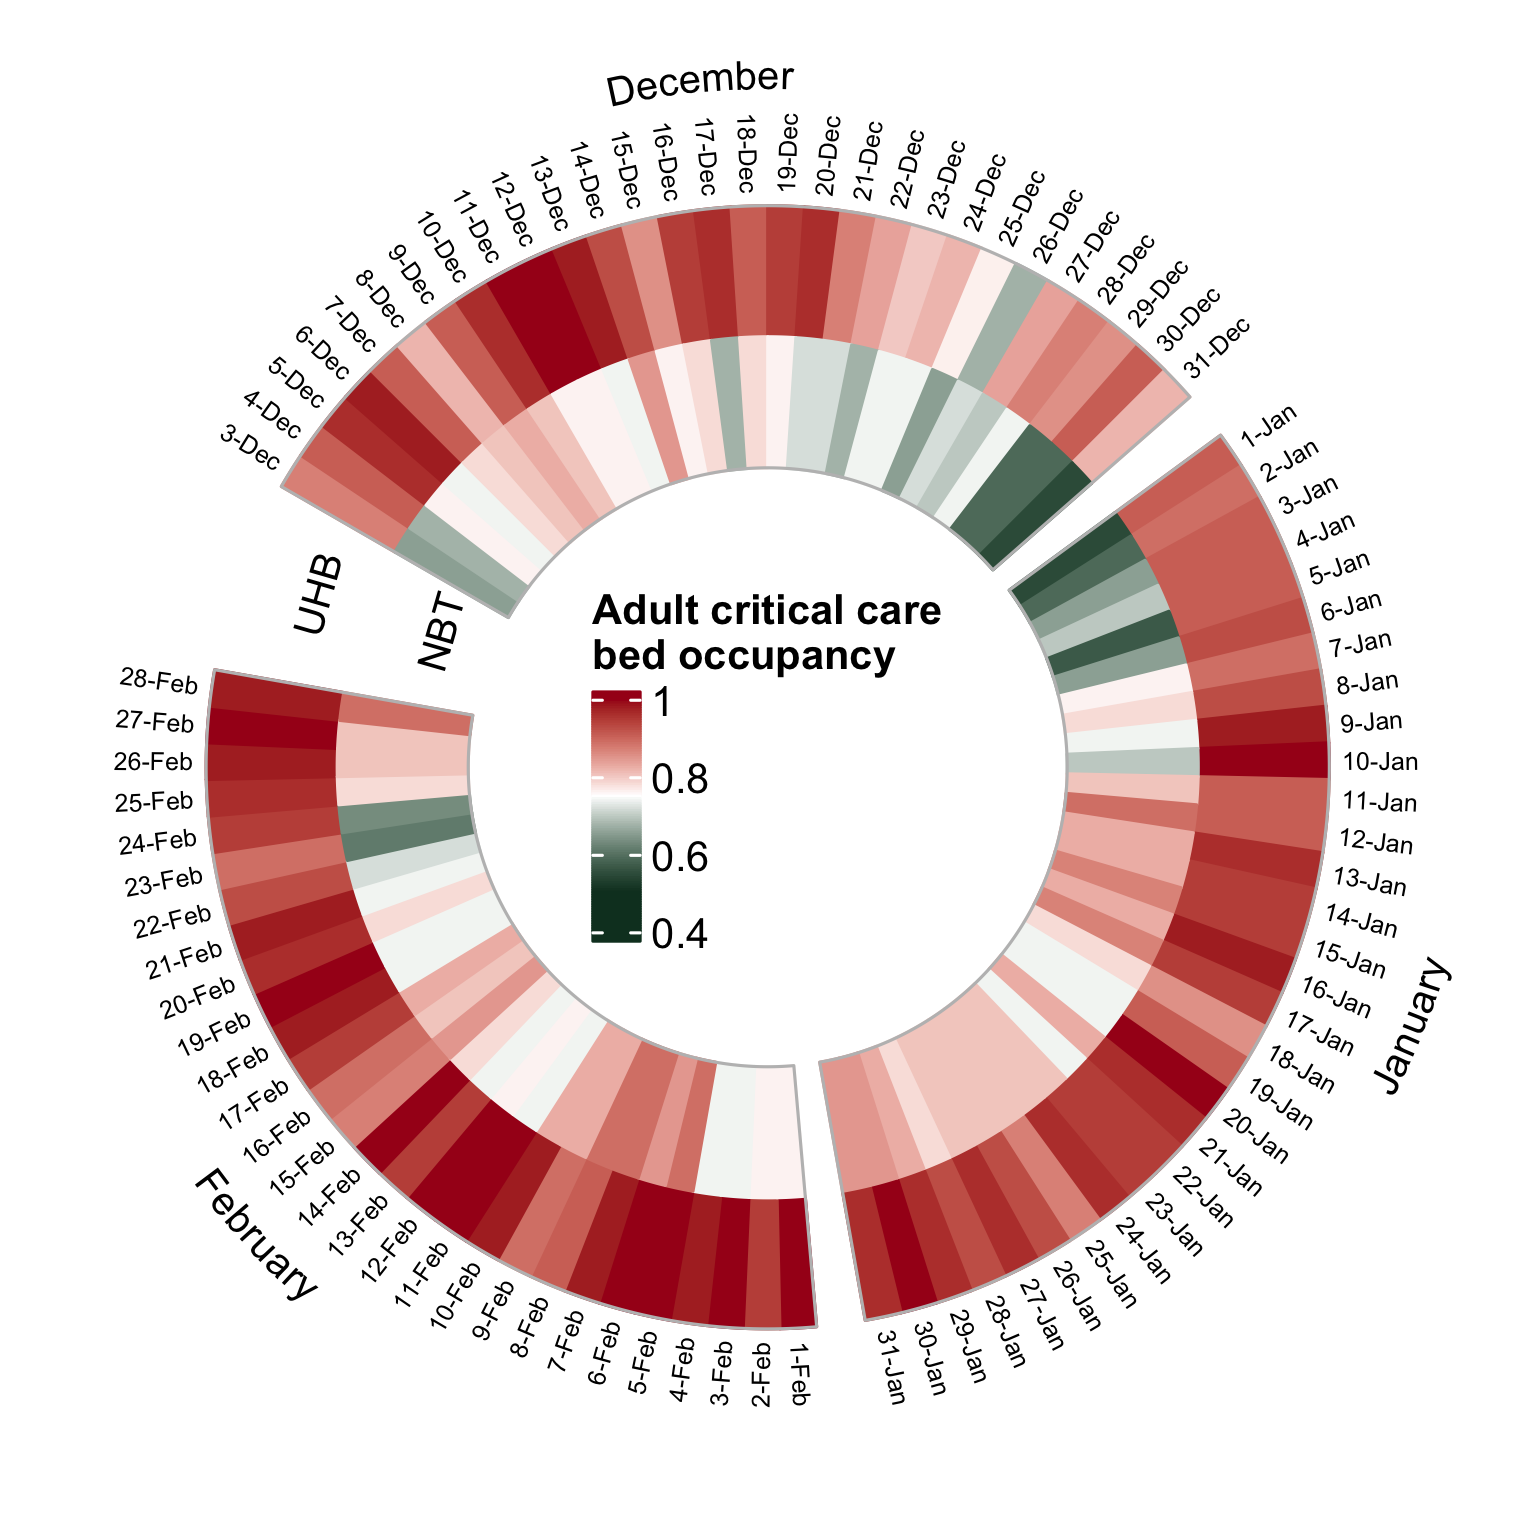 December
3-Dec
4-Dec
5-Dec
6-Dec
7-Dec
8-Dec
9-Dec
10-Dec
11-Dec
12-Dec
13-Dec
14-Dec
15-Dec
16-Dec
17-Dec
18-Dec
19-Dec
20-Dec
21-Dec
22-Dec
23-Dec
24-Dec
25-Dec
26-Dec
27-Dec
28-Dec
29-Dec
30-Dec
31-Dec
January
1-Jan
2-Jan
3-Jan
4-Jan
5-Jan
6-Jan
7-Jan
8-Jan
9-Jan
10-Jan
11-Jan
12-Jan
13-Jan
14-Jan
15-Jan
16-Jan
17-Jan
18-Jan
19-Jan
20-Jan
21-Jan
22-Jan
23-Jan
24-Jan
25-Jan
26-Jan
27-Jan
28-Jan
29-Jan
30-Jan
31-Jan
February
1-Feb
2-Feb
3-Feb
4-Feb
5-Feb
6-Feb
7-Feb
8-Feb
9-Feb
10-Feb
11-Feb
12-Feb
13-Feb
14-Feb
15-Feb
16-Feb
17-Feb
18-Feb
19-Feb
20-Feb
21-Feb
22-Feb
23-Feb
24-Feb
25-Feb
26-Feb
27-Feb
28-Feb
UHB
NBT
Adult critical care
bed occupancy
1
0.8
0.6
0.4